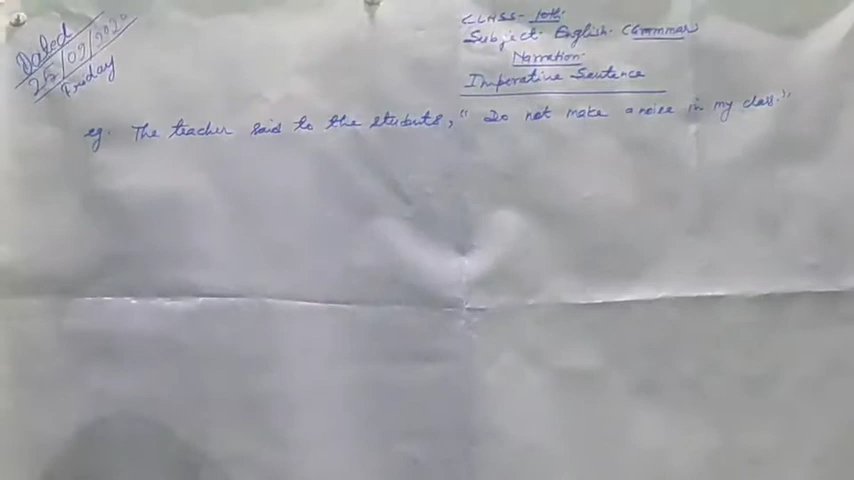 Dated
25/09/2020
Friday
CLASS- 10th
Subject- English- (Grammar)
Narration-
Imperative Sentence
eg. The teacher said to the students, "Do not make a noise in my class."